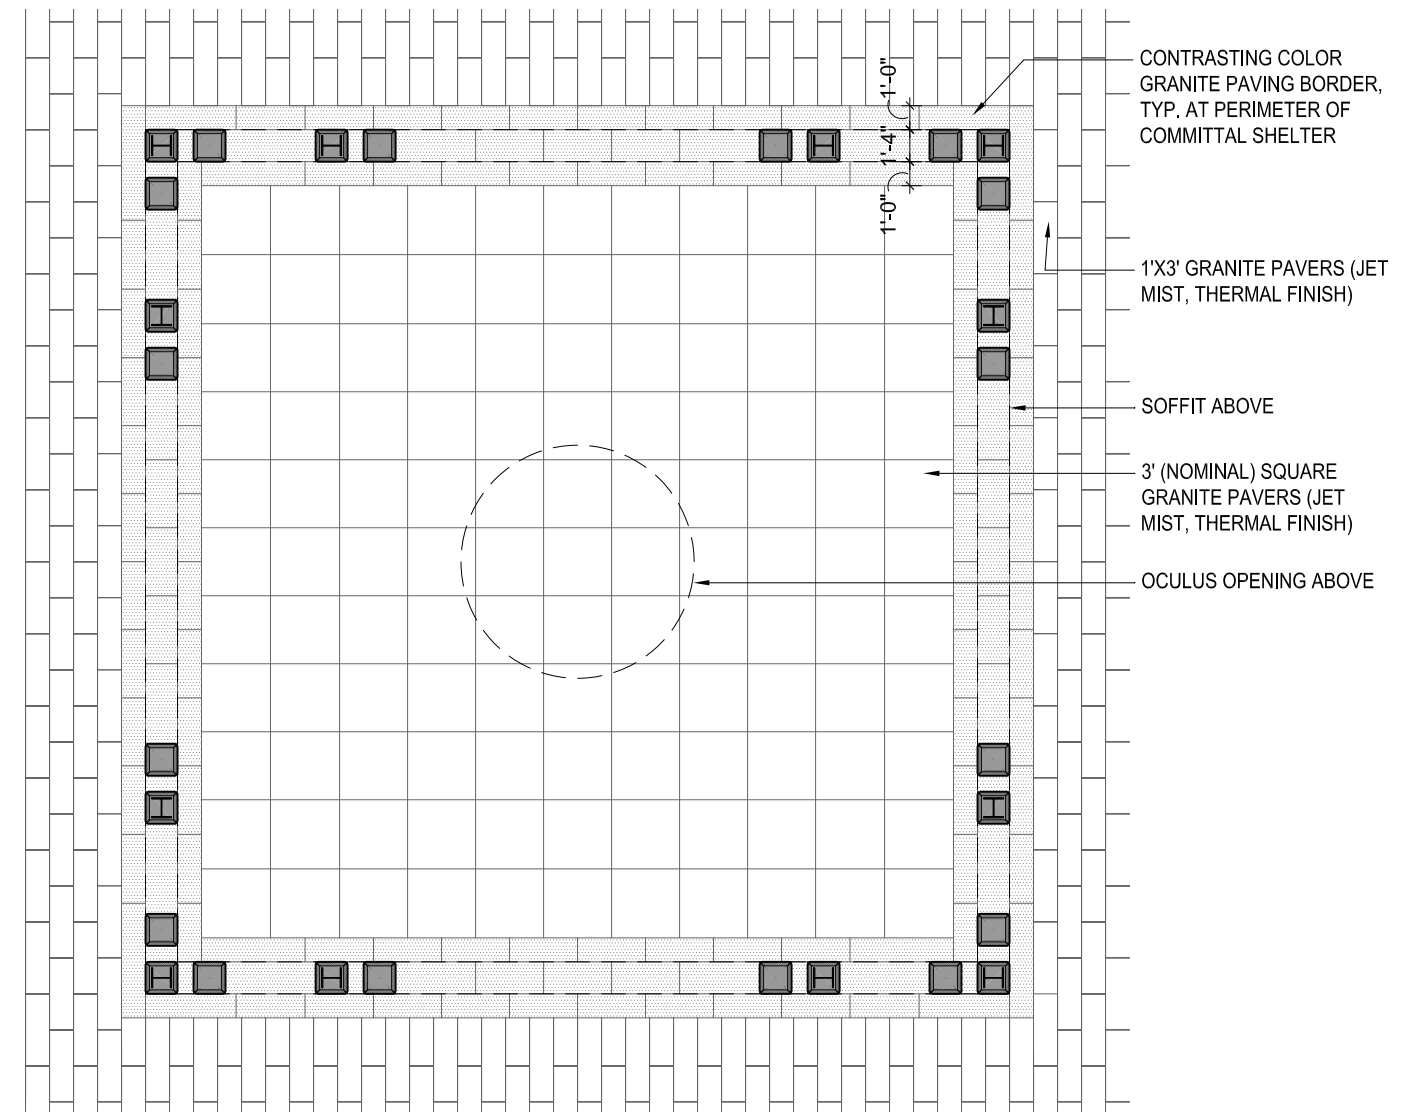 CONTRASTING COLOR
GRANITE PAVING BORDER,
TYP. AT PERIMETER OF
COMMITTAL SHELTER
1'-0"
1'-4"
1'-0"
1'X3' GRANITE PAVERS (JET
MIST, THERMAL FINISH)
SOFFIT ABOVE
3' (NOMINAL) SQUARE
GRANITE PAVERS (JET
MIST, THERMAL FINISH)
OCULUS OPENING ABOVE